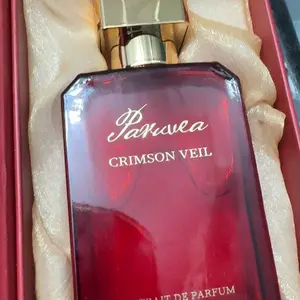 Paruvea
CRIMSON VEIL
EXTRAIT DE PARFUM